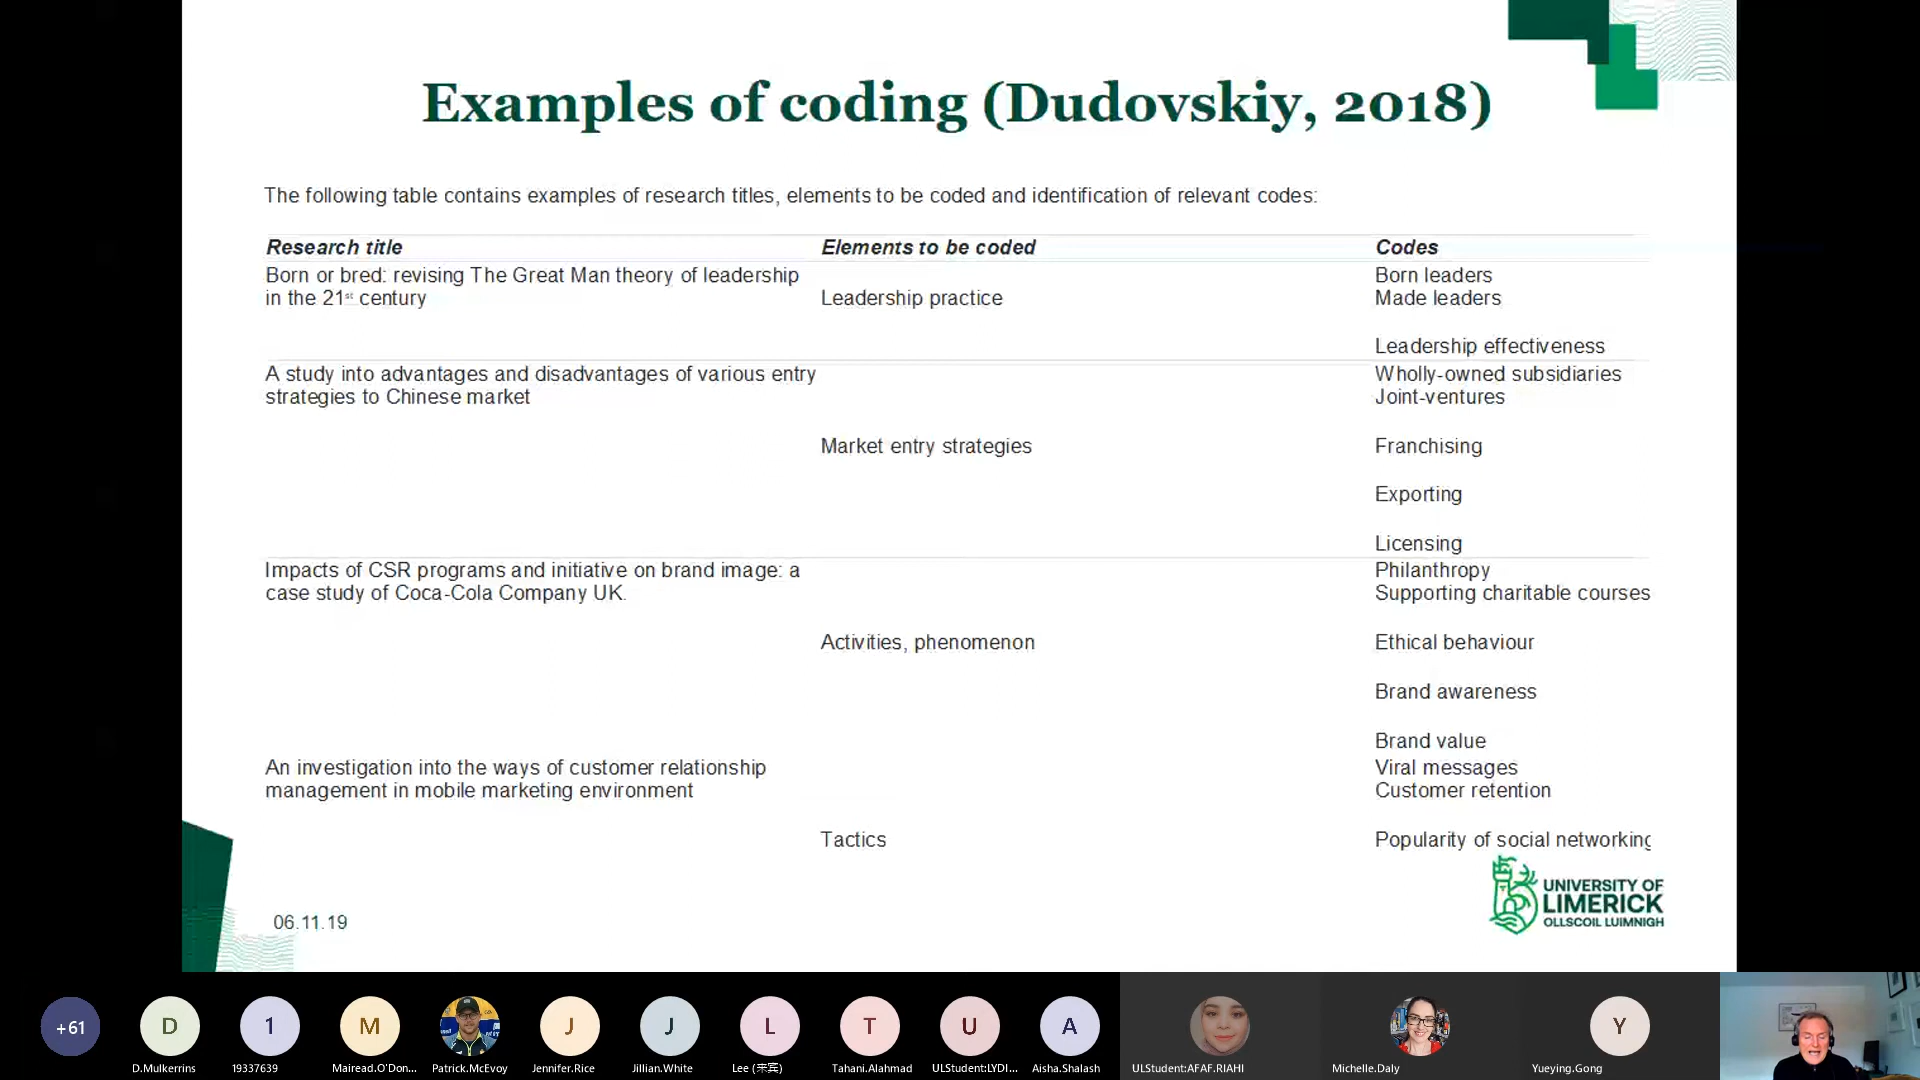 Examples of coding (Dudovskiy, 2018)
The following table contains examples of research titles, elements to be coded and identification of relevant codes:
Research title Elements to be coded Codes
Born or bred: revising The Great Man theory of leadership
in the 21st century
Leadership practice
Born leaders
Made leaders
Leadership effectiveness
A study into advantages and disadvantages of various entry
strategies to Chinese market
Market entry strategies
Wholly-owned subsidiaries
Joint-ventures
Franchising
Exporting
Licensing
Impacts of CSR programs and initiative on brand image: a
case study of Coca-Cola Company UK.
Activities, phenomenon
Philanthropy
Supporting charitable courses
Ethical behaviour
Brand awareness
Brand value
An investigation into the ways of customer relationship
management in mobile marketing environment
Tactics
Viral messages
Customer retention
Popularity of social networking
06.11.19
UNIVERSITY OF
LIMERICK
OLLSCOIL LUIMNIGH
+61
D
D.Mulkerrins
1
19337639
M
Mairead.O'Don...
Patrick.McEvoy
J
Jennifer.Rice
J
Jillian.White
L
Lee (宋宾)
T
Tahani.Alahmad
U
ULStudent:LYDI...
A
Aisha.Shalash
ULStudent:AFAF.RIAHI
Michelle.Daly
Y
Yueying.Gong